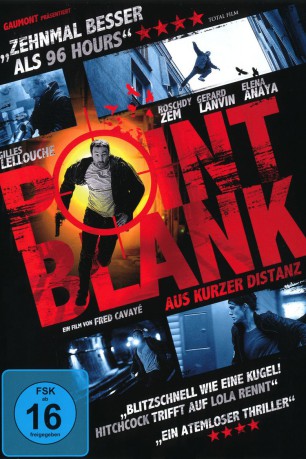 GAUMONT PRÄSENTIERT
„ZEHNMAL BESSER
ALS 96 HOURS“
TOTAL FILM
ROSCHDY
ZEM
GERARD
LANVIN
ELENA
ANAYA
GILLES
LELLOUCHE
POINT
BLANK
AUS KURZER DISTANZ
EIN FILM VON FRED CAVAYÉ
FSK
ab
16
freigegeben
„BLITZSCHNELL WIE EINE KUGEL!
HITCHCOCK TRIFFT AUF LOLA RENNT“
„EIN ATEMLOSER THRILLER“